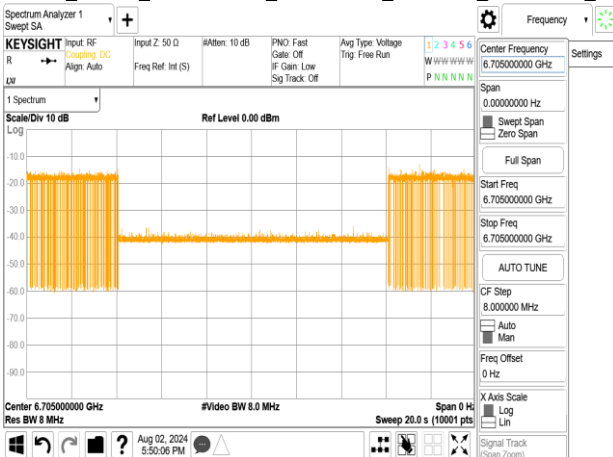 Spectrum Analyzer 1
Swept SA
Frequency
KEYSIGHT
Input: RF
Coupling: DC
Align: Auto
Input Z: 50 Ω
Freq Ref: Int (S)
#Atten: 10 dB
PNO: Fast
Gate: Off
IF Gain: Low
Sig Track: Off
Avg Type: Voltage
Trig: Free Run
1 2 3 4 5 6
W W W W W W
P N N N N N
R
LXI
1 Spectrum
Scale/Div 10 dB
Ref Level 0.00 dBm
Log
-10.0
-20.0
-30.0
-40.0
-50.0
-60.0
-70.0
-80.0
-90.0
Center 6.705000000 GHz
#Video BW 8.0 MHz
Span 0 Hz
Res BW 8 MHz
Sweep 20.0 s (10001 pts)
Aug 02, 2024
5:50:06 PM
Center Frequency
6.705000000 GHz
Settings
Span
0.00000000 Hz
Swept Span
Zero Span
Full Span
Start Freq
6.705000000 GHz
Stop Freq
6.705000000 GHz
AUTO TUNE
CF Step
8.000000 MHz
Auto
Man
Freq Offset
0 Hz
X Axis Scale
Log
Lin
Signal Track
(Span Zoom)